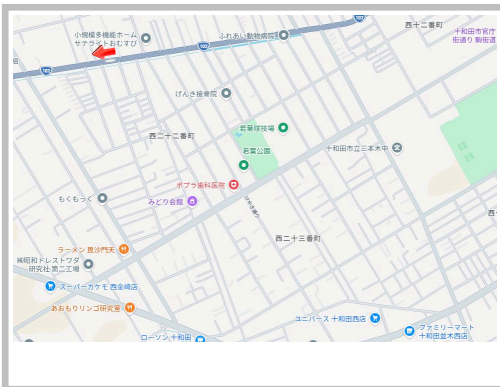 西十二番町
小規模多機能ホーム
サテライトおむすび
ふれあい動物病院
十和田市官庁
街通り 駒街道
102
102
102
げんき接骨院
若葉球技場
西二十二番町
若葉公園
十和田市立三本木中
ポプラ歯科医院
もくもっく
みどり会館
けやき通り
西二十三番町
ラーメン 毘沙門天
㈱昭和ドレストワダ
研究社 第二工場
スーパーカケモ 西金崎店
あおもりリンゴ研究室
ユニバース 十和田西店
ローソン 十和田
ファミリーマート
十和田並木西店